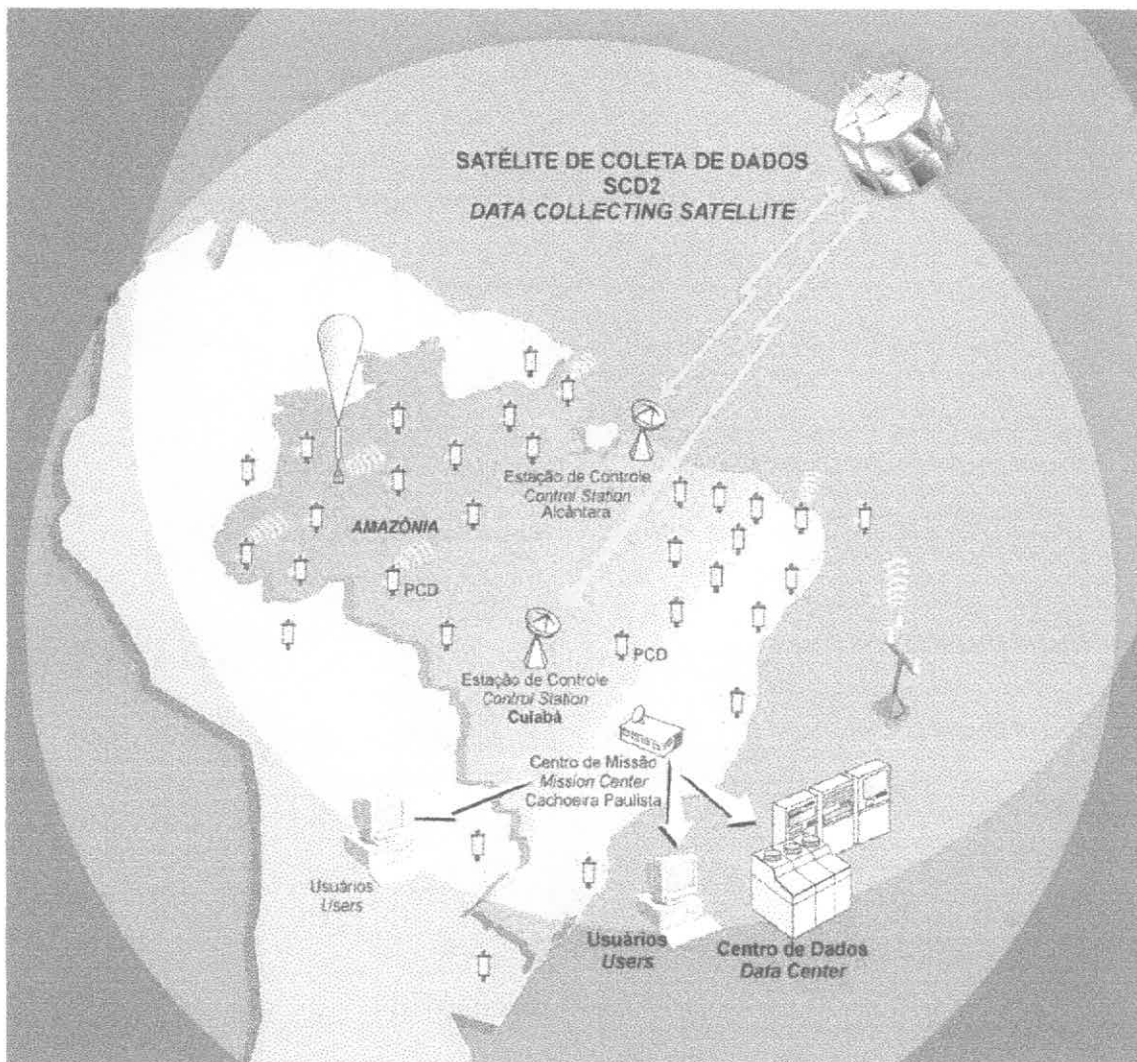 SATÉLITE DE COLETA DE DADOS
SCD2
DATA COLLECTING SATELLITE
Estação de Controle
Control Station
Alcântara
AMAZÔNIA
PCD
PCD
Estação de Controle
Control Station
Cuiabá
Centro de Missão
Mission Center
Cachoeira Paulista
Usuários
Users
Usuários
Users
Centro de Dados
Data Center